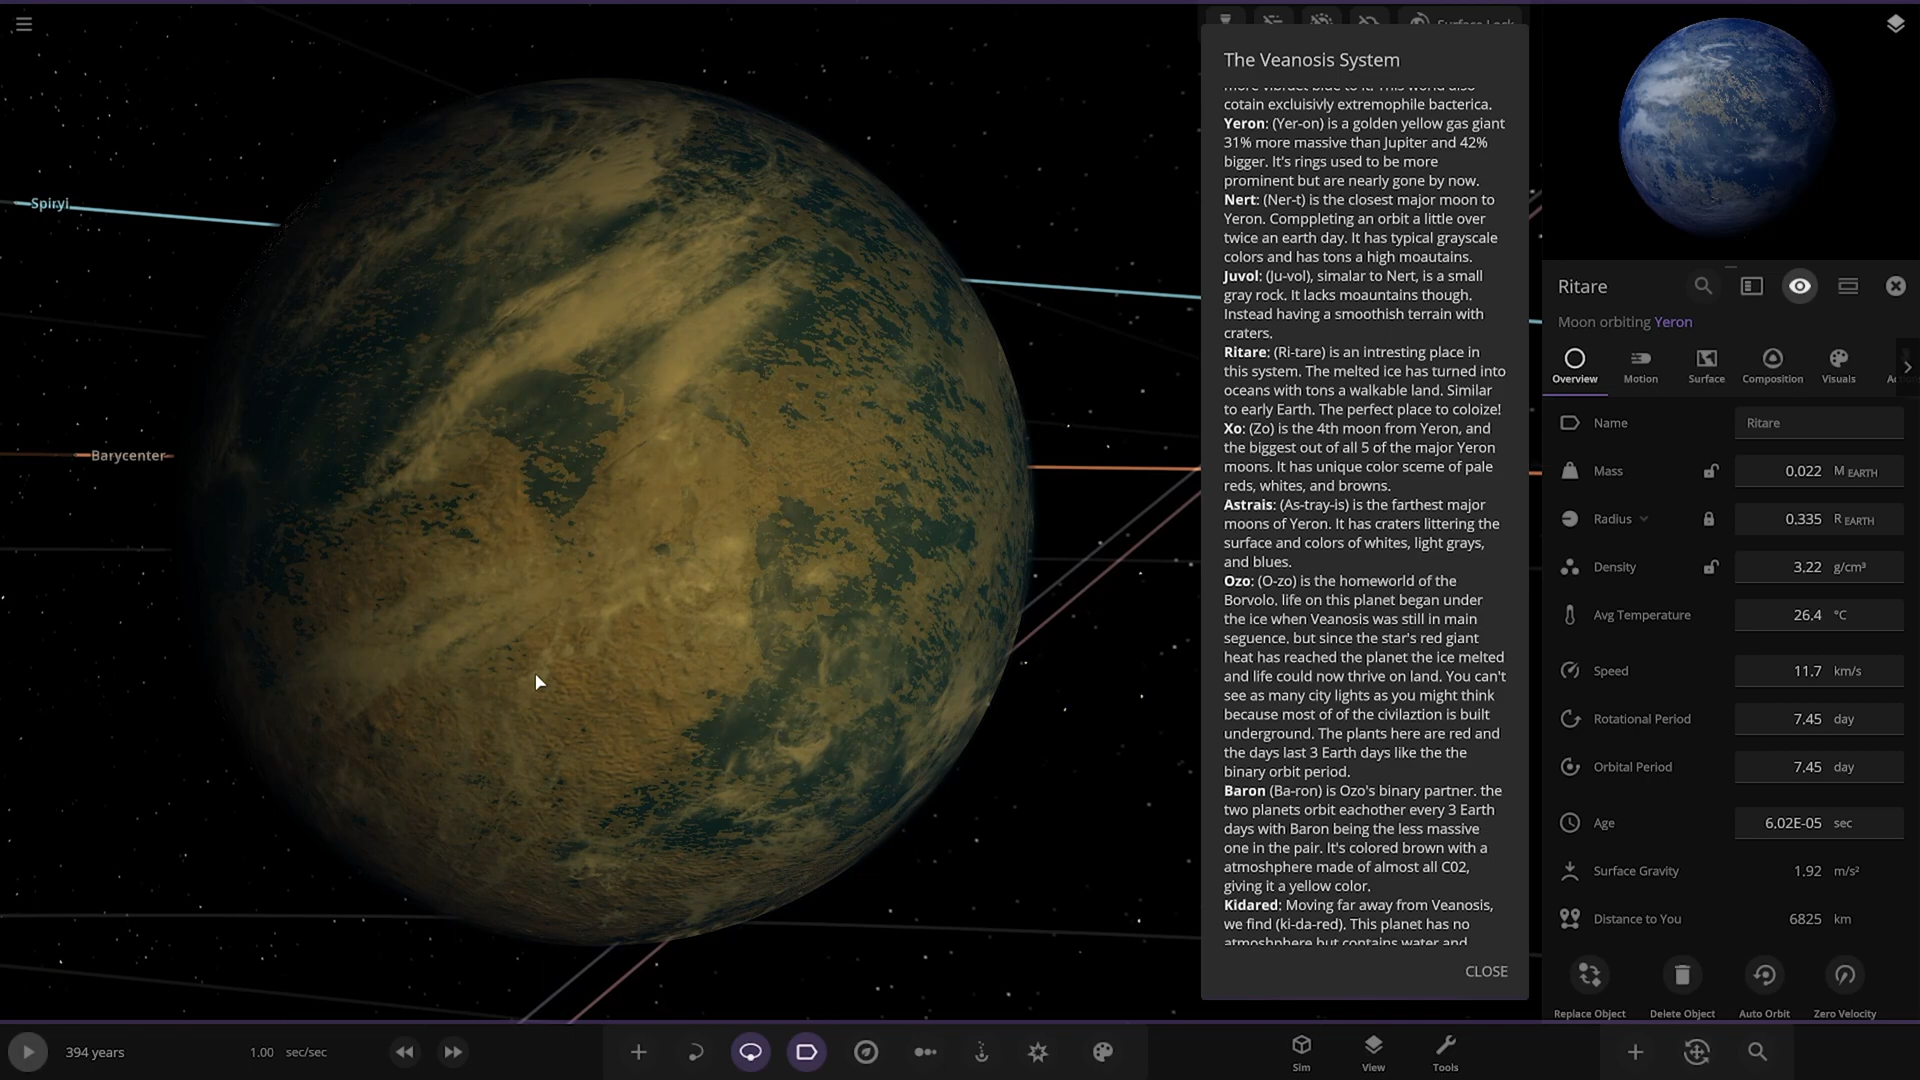 Surface Lock
The Veanosis System
more vibract blue to it. This world also
cotain excluisivly extremophile bacterica.
Yeron: (Yer-on) is a golden yellow gas giant
31% more massive than Jupiter and 42%
bigger. It's rings used to be more
prominent but are nearly gone by now.
Nert: (Ner-t) is the closest major moon to
Yeron. Comppleting an orbit a little over
twice an earth day. It has typical grayscale
colors and has tons a high moautains.
Juvol: (Ju-vol), simalar to Nert, is a small
gray rock. It lacks moauntains though.
Instead having a smoothish terrain with
craters.
Ritare: (Ri-tare) is an intresting place in
this system. The melted ice has turned into
oceans with tons a walkable land. Similar
to early Earth. The perfect place to coloize!
Xo: (Zo) is the 4th moon from Yeron, and
the biggest out of all 5 of the major Yeron
moons. It has unique color sceme of pale
reds, whites, and browns.
Astrais: (As-tray-is) is the farthest major
moons of Yeron. It has craters littering the
surface and colors of whites, light grays,
and blues.
Ozo: (O-zo) is the homeworld of the
Borvolo. life on this planet began under
the ice when Veanosis was still in main
seguence, but since the star's red giant
heat has reached the planet the ice melted
and life could now thrive on land. You can't
see as many city lights as you might think
because most of of the civilaztion is built
underground. The plants here are red and
the days last 3 Earth days like the the
binary orbit period.
Baron (Ba-ron) is Ozo's binary partner. the
two planets orbit eachother every 3 Earth
days with Baron being the less massive
one in the pair. It's colored brown with a
atmoshphere made of almost all C02,
giving it a yellow color.
Kidared: Moving far away from Veanosis,
we find (ki-da-red). This planet has no
atmoshphere but contains water and
CLOSE
Spiryi
Barycenter
Ritare
Moon orbiting Yeron
Overview Motion Surface Composition Visuals
Name Ritare
Mass 0.022 M EARTH
Radius 0.335 R EARTH
Density 3.22 g/cm³
Avg Temperature 26.4 °C
Speed 11.7 km/s
Rotational Period 7.45 day
Orbital Period 7.45 day
Age 6.02E-05 sec
Surface Gravity 1.92 m/s²
Distance to You 6825 km
Replace Object Delete Object Auto Orbit Zero Velocity
394 years 1.00 sec/sec
Sim View Tools